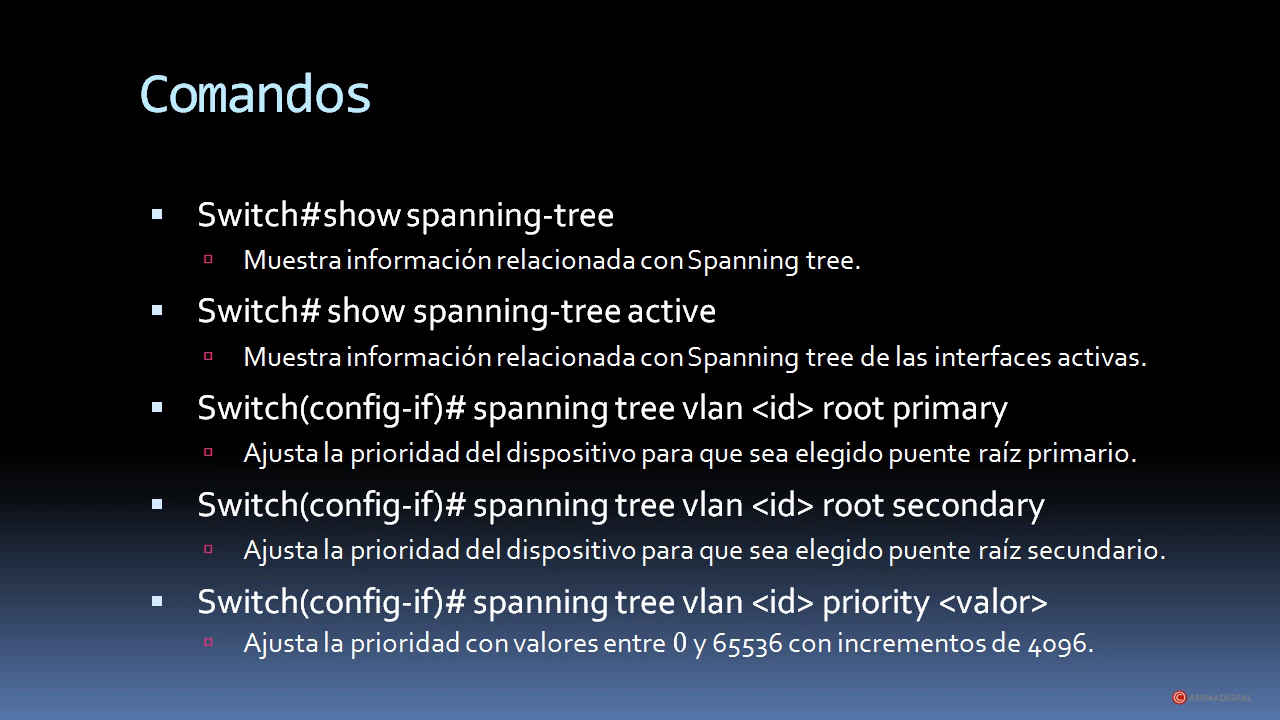 Comandos
Switch#show spanning-tree
Muestra información relacionada con Spanning tree.
Switch# show spanning-tree active
Muestra información relacionada con Spanning tree de las interfaces activas.
Switch(config-if)# spanning tree vlan <id> root primary
Ajusta la prioridad del dispositivo para que sea elegido puente raíz primario.
Switch(config-if)# spanning tree vlan <id> root secondary
Ajusta la prioridad del dispositivo para que sea elegido puente raíz secundario.
Switch(config-if)# spanning tree vlan <id> priority <valor>
Ajusta la prioridad con valores entre 0 y 65536 con incrementos de 4096.
© ARUMADIGITAL